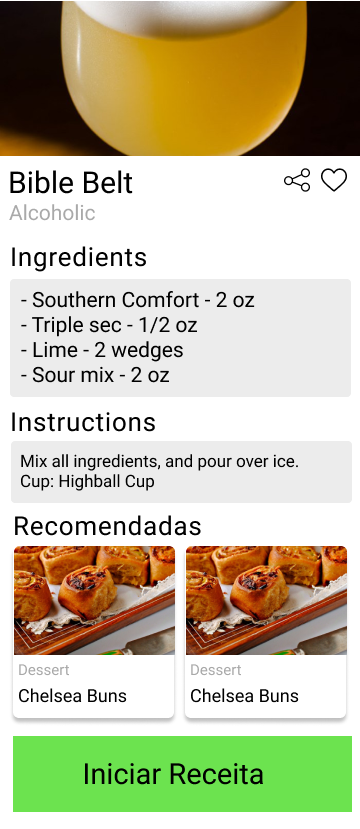 Bible Belt
Alcoholic
Ingredients
- Southern Comfort - 2 oz
- Triple sec - 1/2 oz
- Lime - 2 wedges
- Sour mix - 2 oz
Instructions
Mix all ingredients, and pour over ice.
Cup: Highball Cup
Recomendadas
Dessert
Chelsea Buns
Dessert
Chelsea Buns
Iniciar Receita